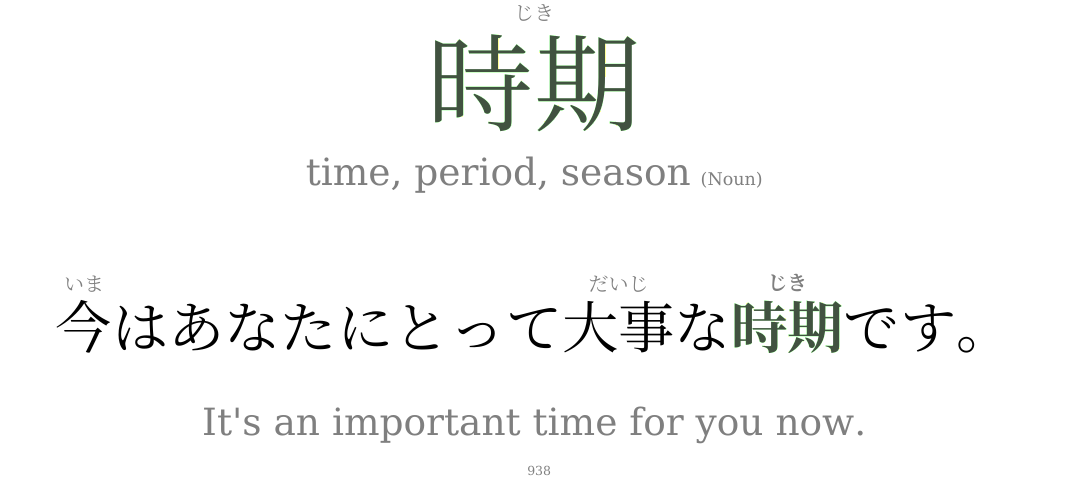 じき
時期
time, period, season (Noun)
いま だいじ じき
今はあなたにとって大事な時期です。
It's an important time for you now.
938